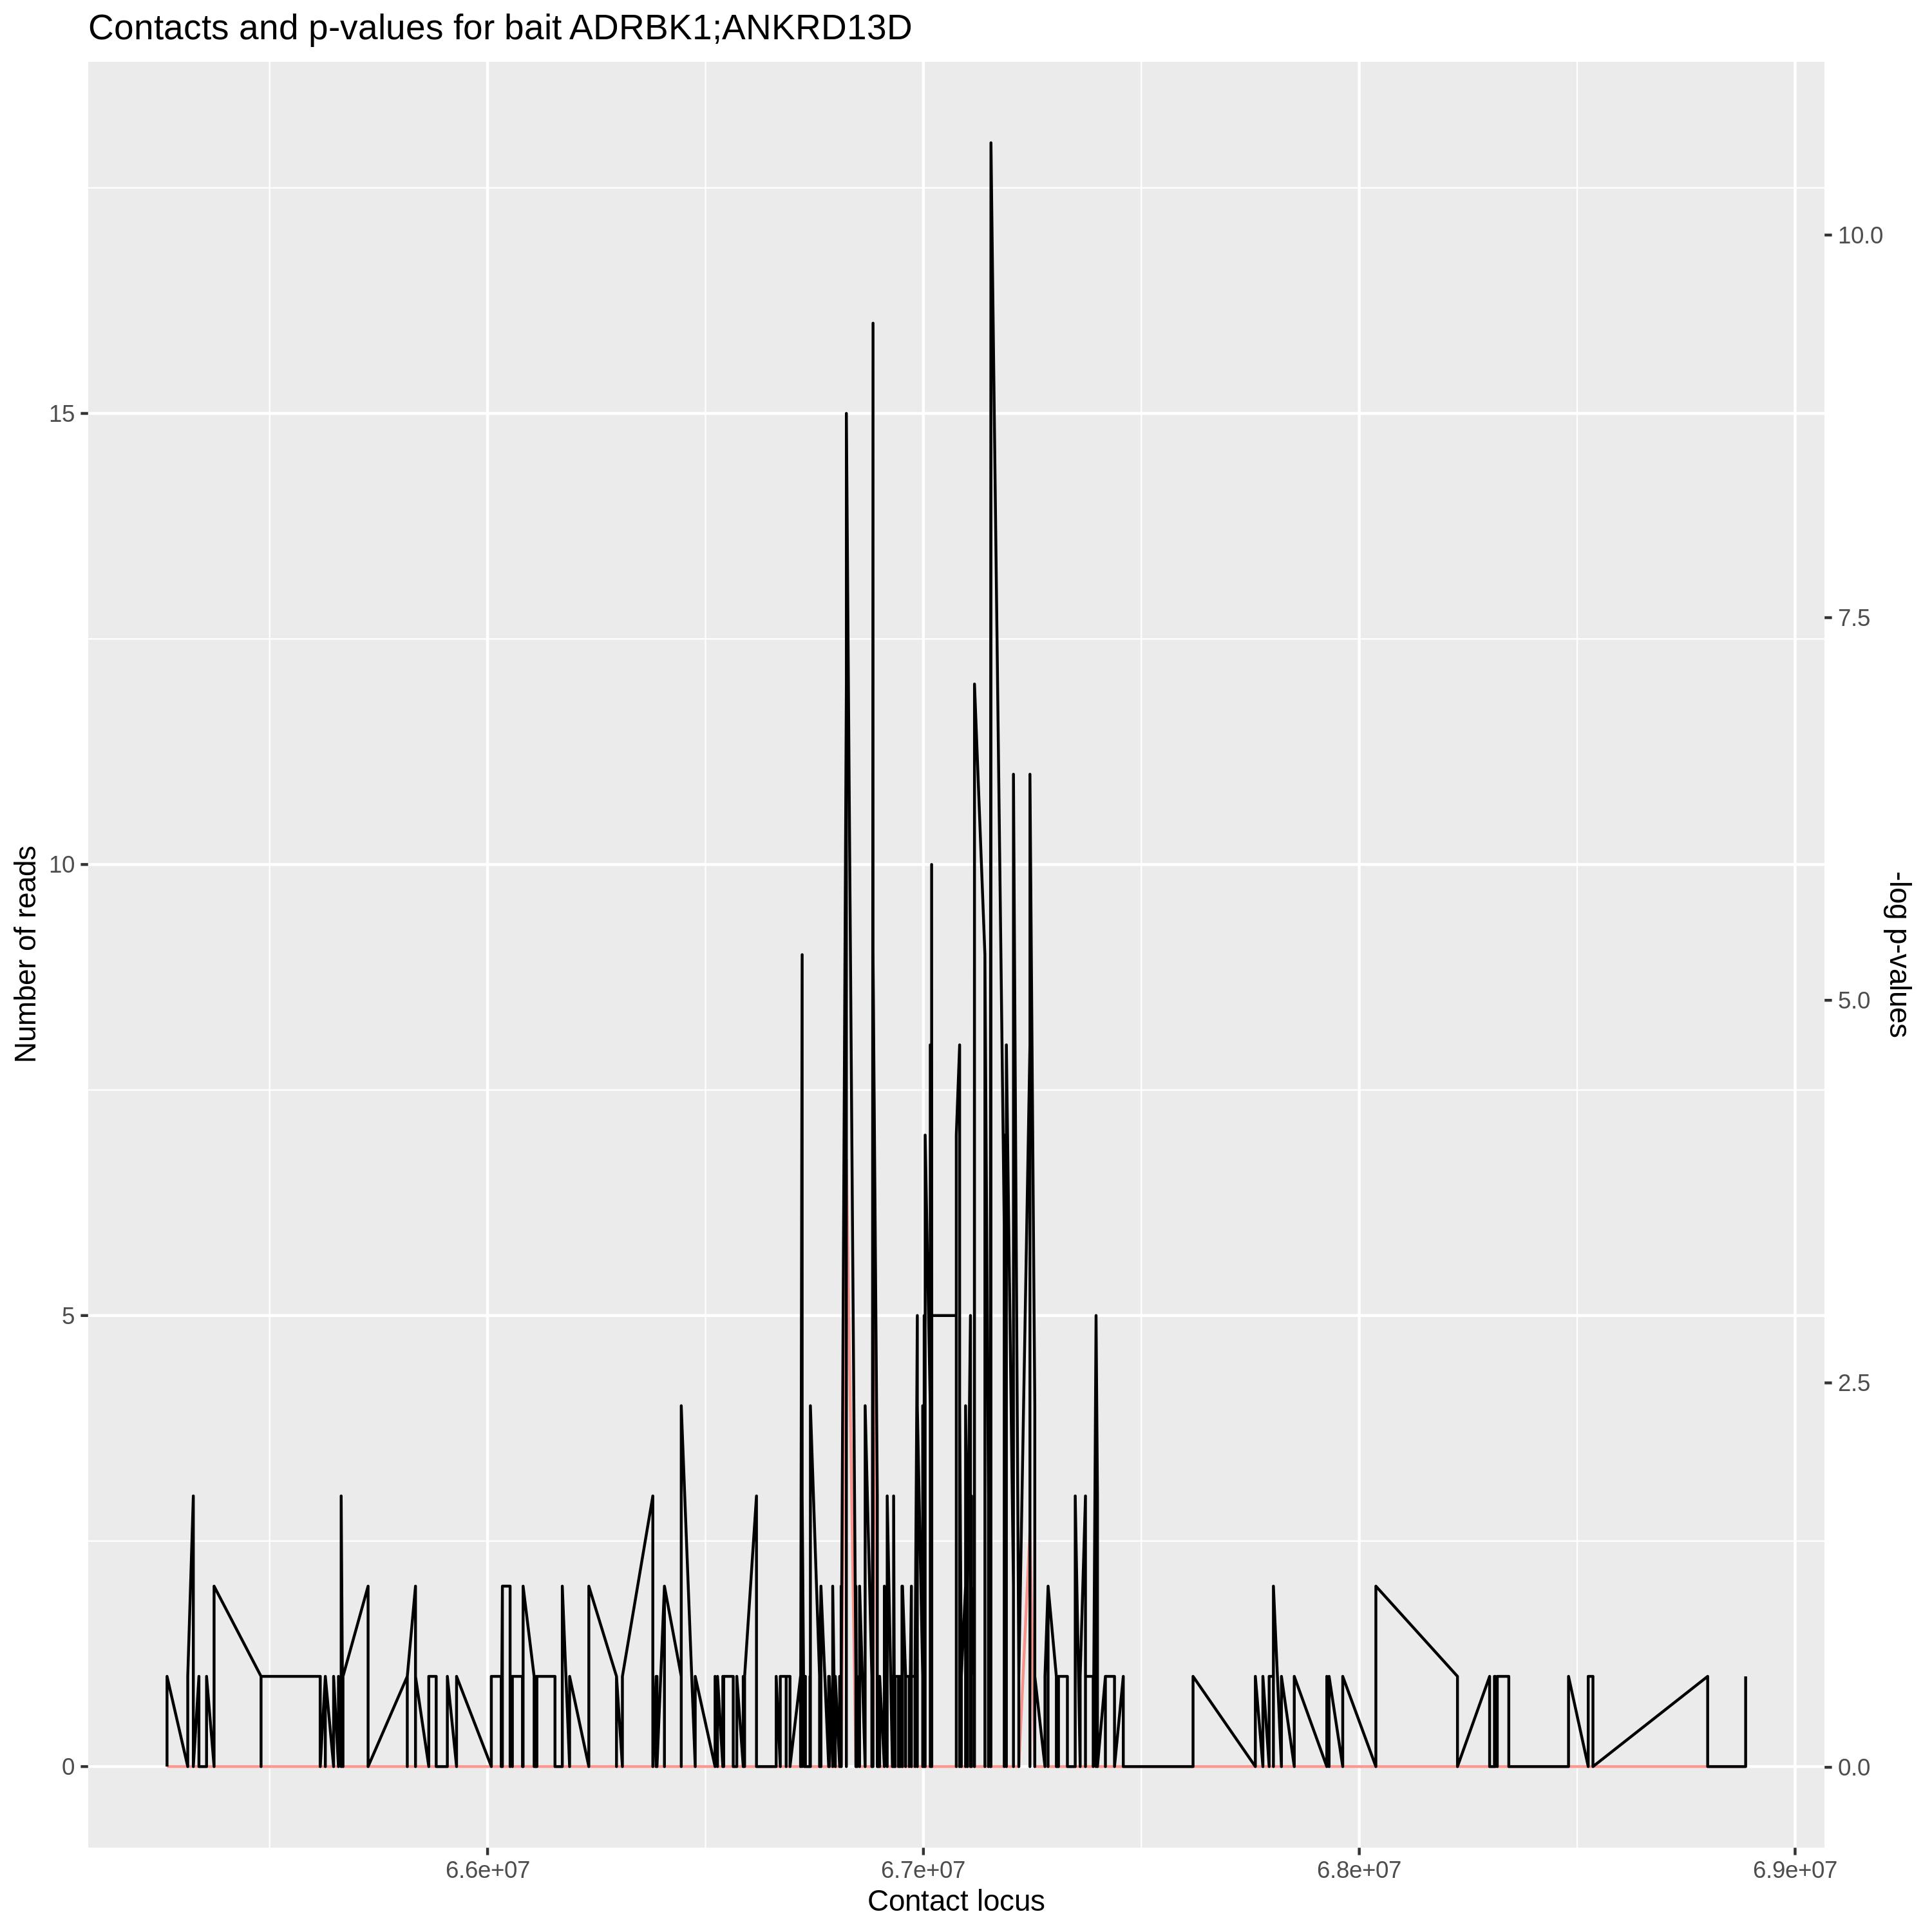 Contacts and p-values for bait ADRBK1;ANKRD13D
Number of reads
15
10
5
0
10.0
7.5
5.0
2.5
0.0
-log p-values
6.6e+07
6.7e+07
6.8e+07
6.9e+07
Contact locus